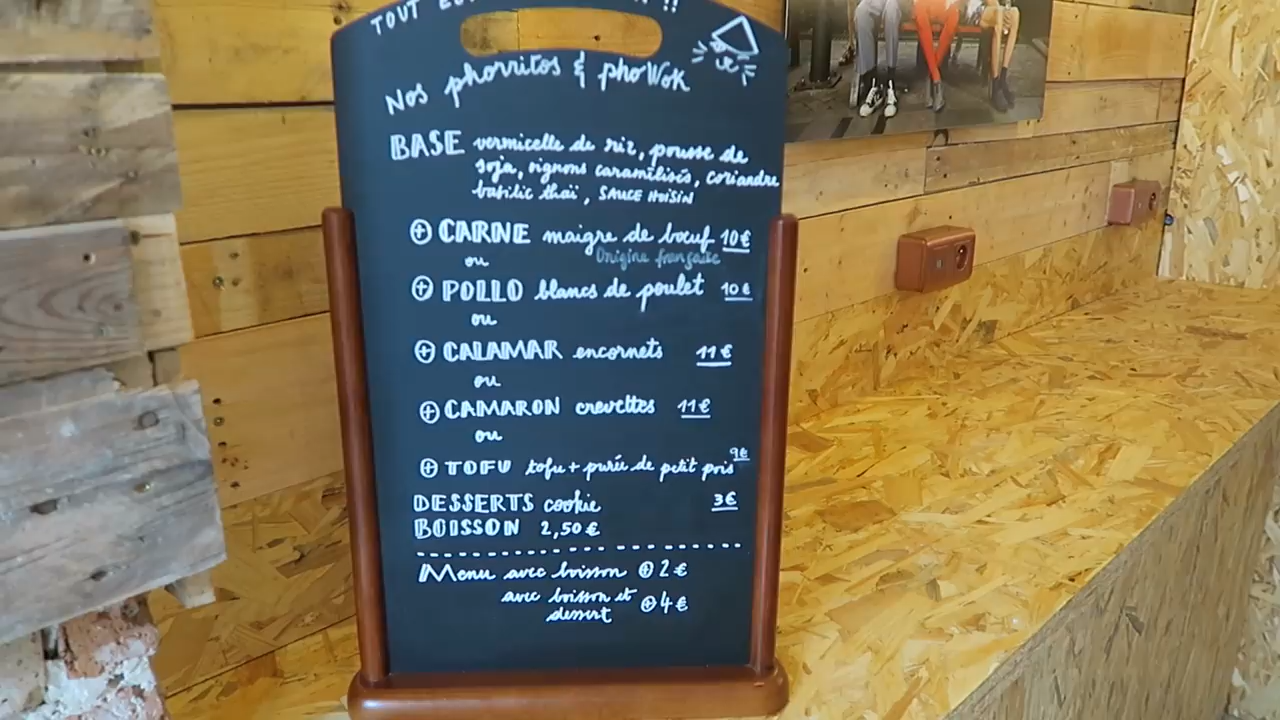 TOUT !!
Nos phorritos & phoWok
BASE vermicelle de riz, pousse de
soja, oignons caramélisés, coriandre
basilic thaï, SAUCE HOISIN
⊕ CARNE maigre de bœuf 10€
ou Origine française
⊕ POLLO blancs de poulet 10€
ou
⊕ CALAMAR encornets 11€
ou
⊕ CAMARON crevettes 11€
ou
⊕ TOFU tofu + purée de petit pois 9€
DESSERTS cookie 3€
BOISSON 2,50€
Menu avec boisson ⊕ 2€
avec boisson et ⊕ 4€
dessert